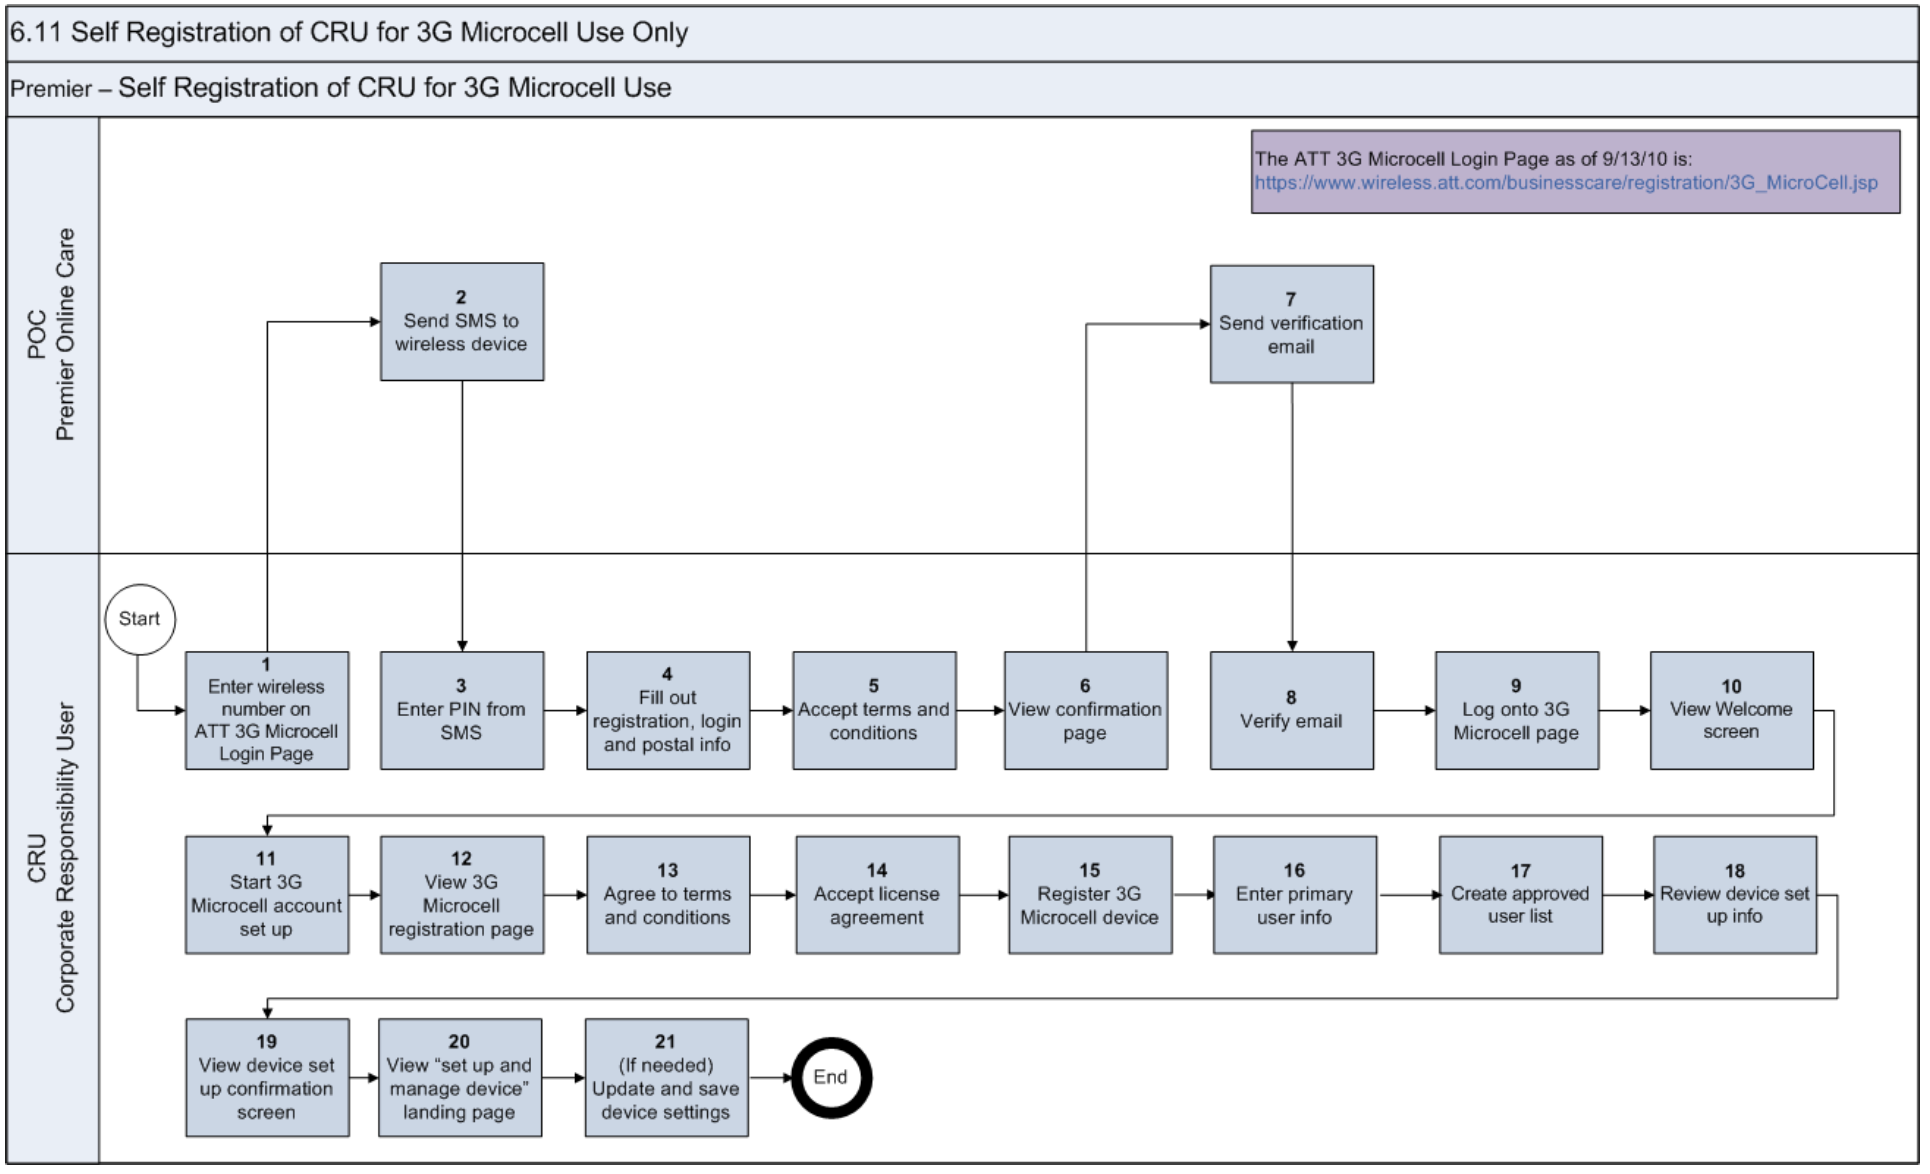 6.11 Self Registration of CRU for 3G Microcell Use Only
Premier – Self Registration of CRU for 3G Microcell Use
The ATT 3G Microcell Login Page as of 9/13/10 is:
https://www.wireless.att.com/businesscare/registration/3G_MicroCell.jsp
POC
Premier Online Care
2
Send SMS to
wireless device
7
Send verification
email
CRU
Corporate Responsibility User
Start
1
Enter wireless
number on
ATT 3G Microcell
Login Page
3
Enter PIN from
SMS
4
Fill out
registration, login
and postal info
5
Accept terms and
conditions
6
View confirmation
page
8
Verify email
9
Log onto 3G
Microcell page
10
View Welcome
screen
11
Start 3G
Microcell account
set up
12
View 3G
Microcell
registration page
13
Agree to terms
and conditions
14
Accept license
agreement
15
Register 3G
Microcell device
16
Enter primary
user info
17
Create approved
user list
18
Review device set
up info
19
View device set
up confirmation
screen
20
View “set up and
manage device”
landing page
21
(If needed)
Update and save
device settings
End